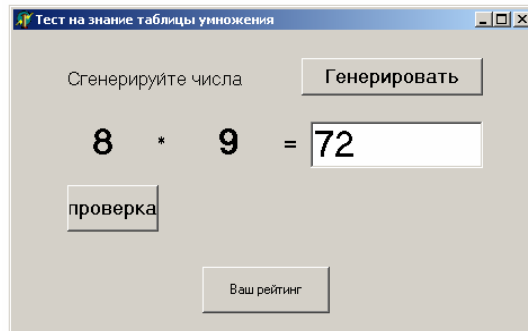 Тест на знание таблицы умножения
Сгенерируйте числа
Генерировать
8 * 9 = 72
проверка
Ваш рейтинг